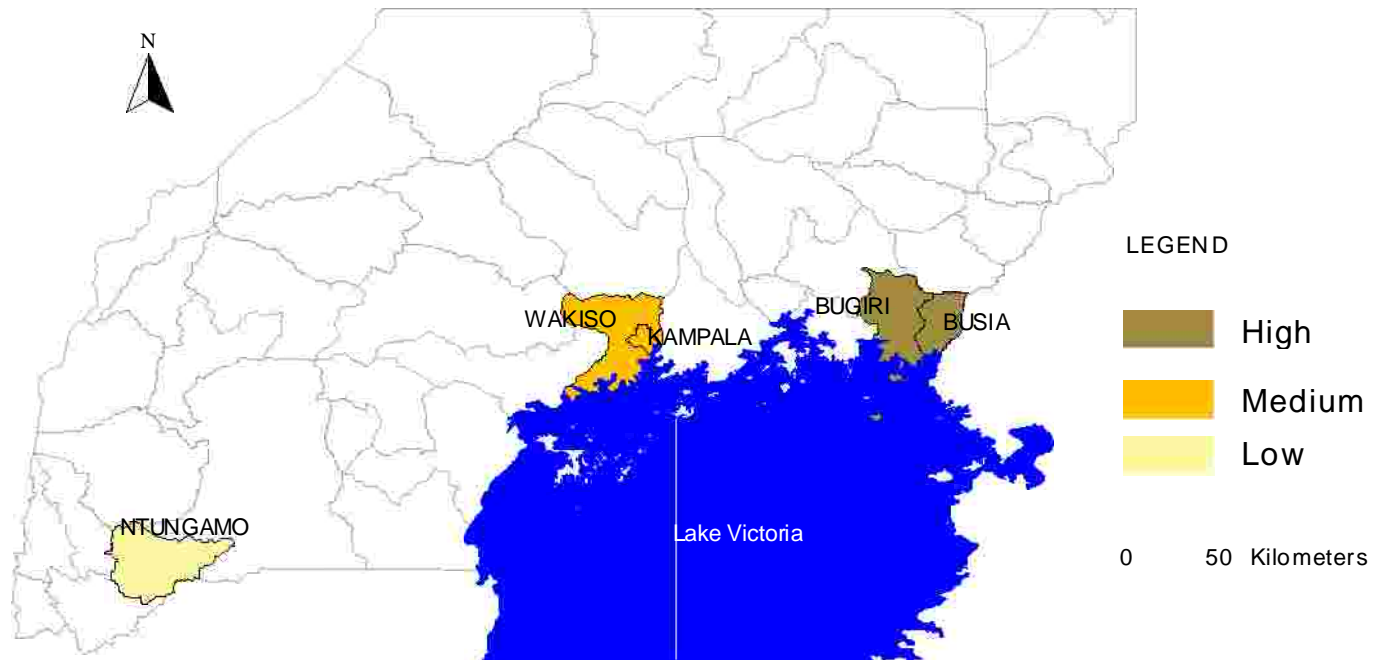 N
LEGEND
High
Medium
Low
0 50 Kilometers
WAKISO
KAMPALA
BUGIRI
BUSIA
NTUNGAMO
Lake Victoria